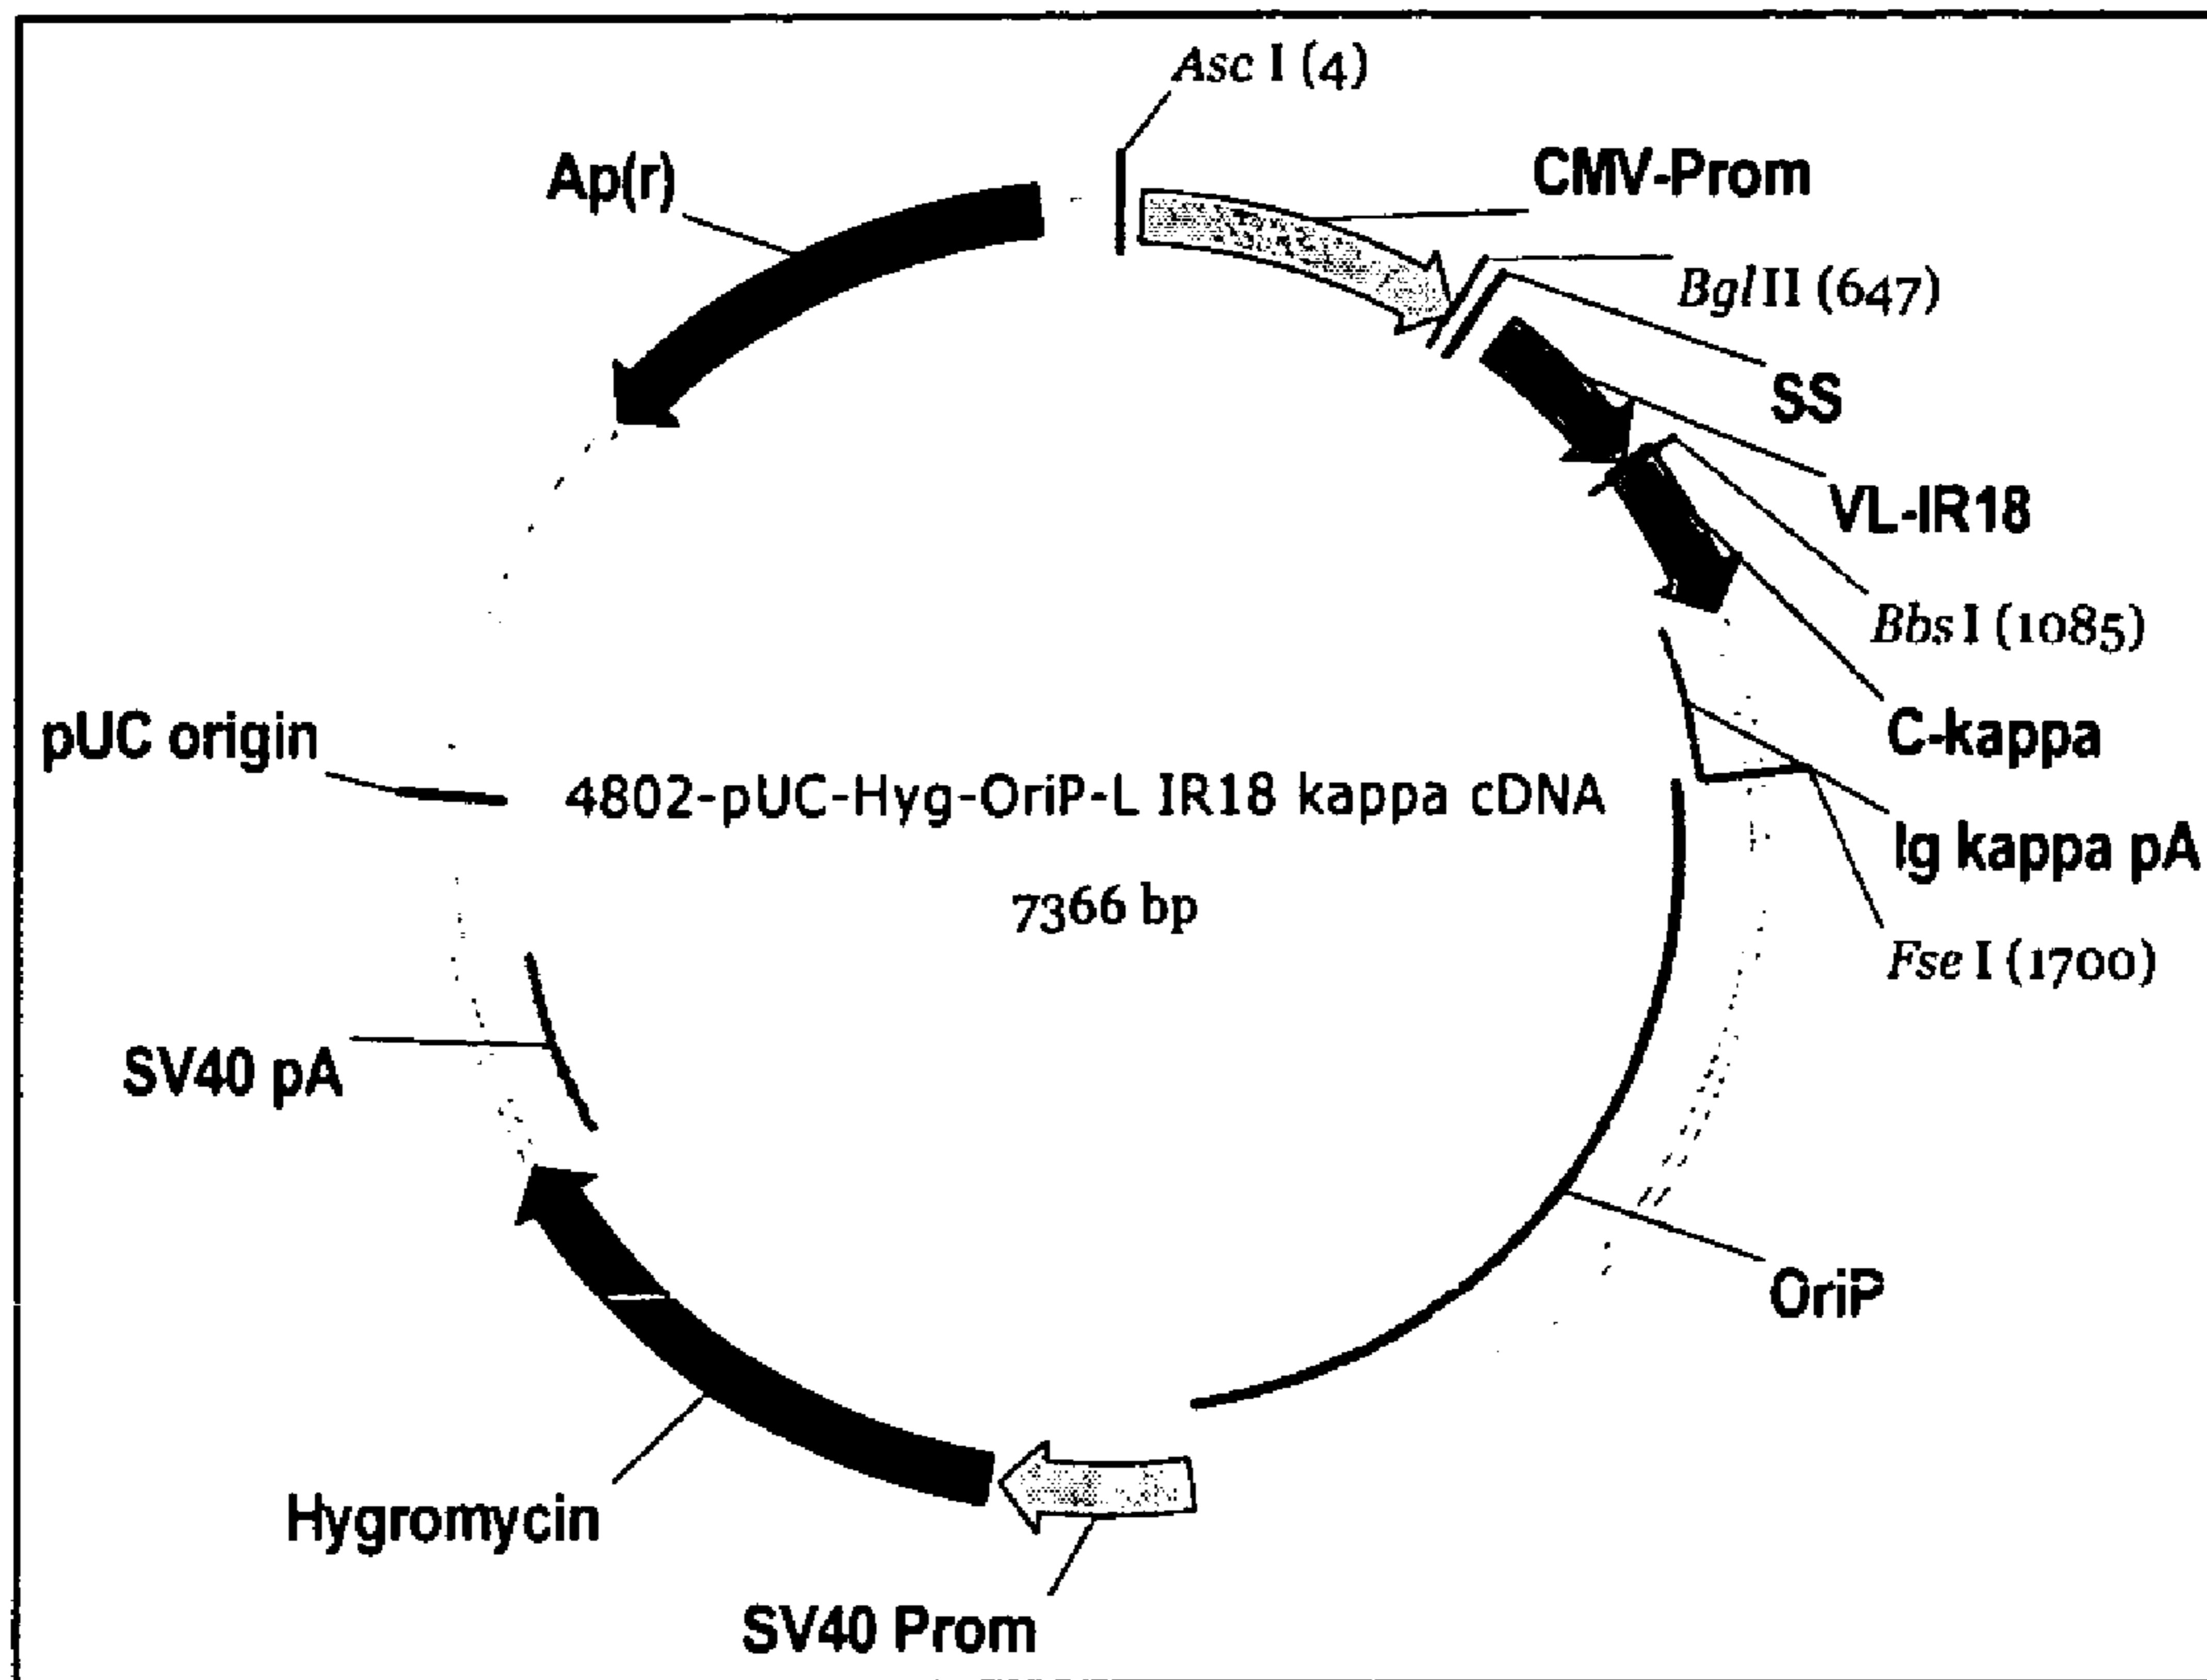 Asc I (4)
Ap(r)
CMV-Prom
Bgl II (647)
SS
VL-IR18
Bbs I (1085)
C-kappa
pUC origin
4802-pUC-Hyg-OriP-L IR18 kappa cDNA
7366 bp
Ig kappa pA
Fse I (1700)
SV40 pA
OriP
Hygromycin
SV40 Prom